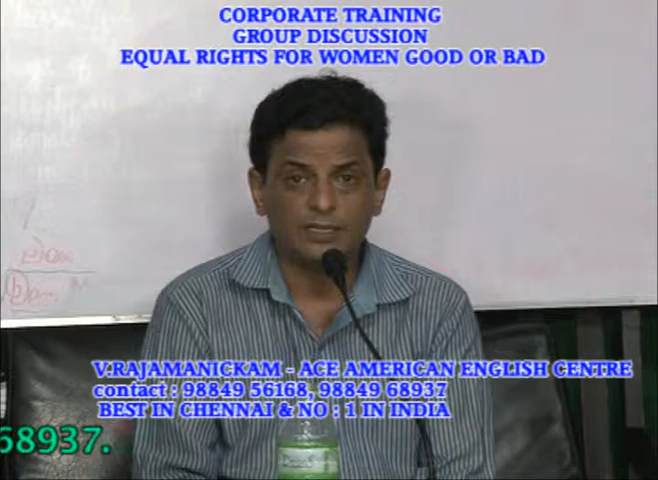 CORPORATE TRAINING
GROUP DISCUSSION
EQUAL RIGHTS FOR WOMEN GOOD OR BAD
V.RAJAMANICKAM - ACE AMERICAN ENGLISH CENTRE
contact : 98849 56168, 98849 68937
BEST IN CHENNAI & NO : 1 IN INDIA
68937.